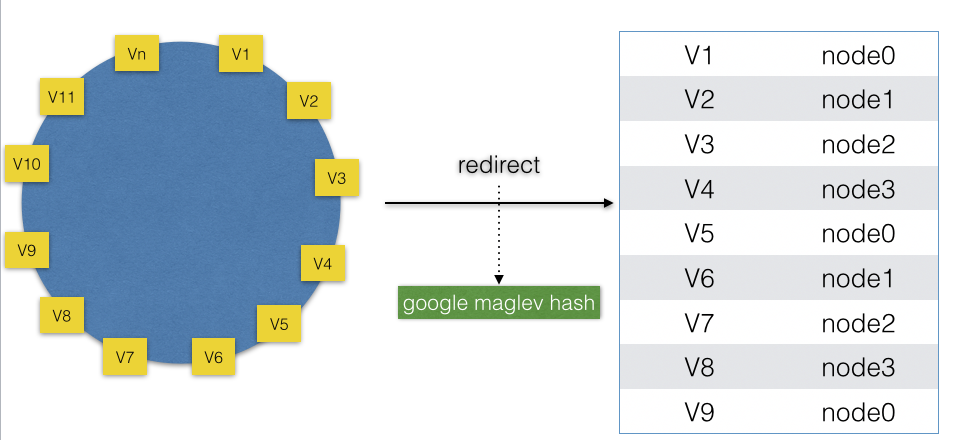 Vn
V1
V11
V2
V10
V3
V9
V4
V8
V5
V7
V6
redirect
google maglev hash
V1 node0
V2 node1
V3 node2
V4 node3
V5 node0
V6 node1
V7 node2
V8 node3
V9 node0